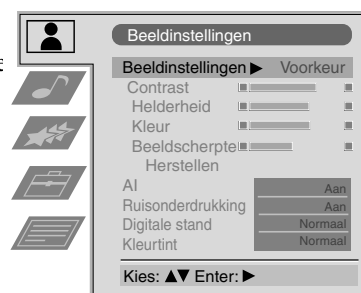 Beeldinstellingen
Beeldinstellingen ▶ Voorkeur
Contrast
Helderheid
Kleur
Beeldscherpte
Herstellen
AI Aan
Ruisonderdrukking Aan
Digitale stand Normaal
Kleurtint Normaal
Kies: ▲▼ Enter: ▶